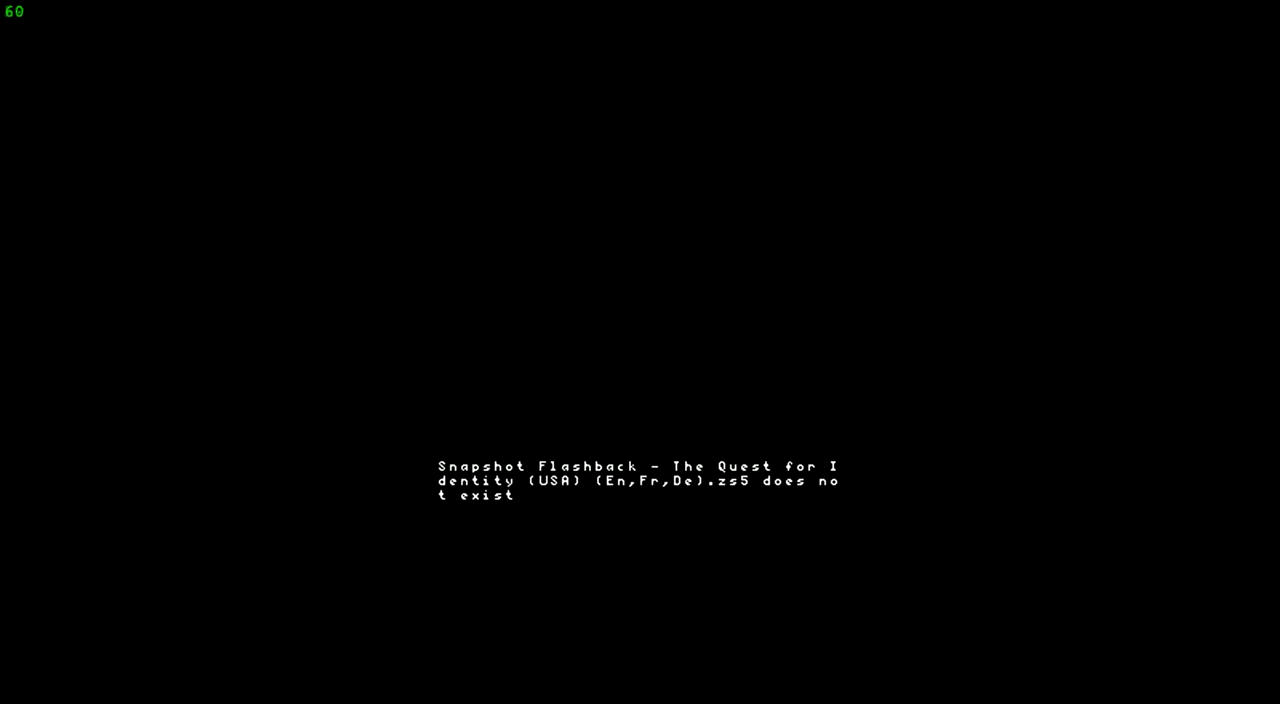 60
Snapshot Flashback - The Quest for I
dentity (USA) (En,Fr,De).zs5 does no
t exist